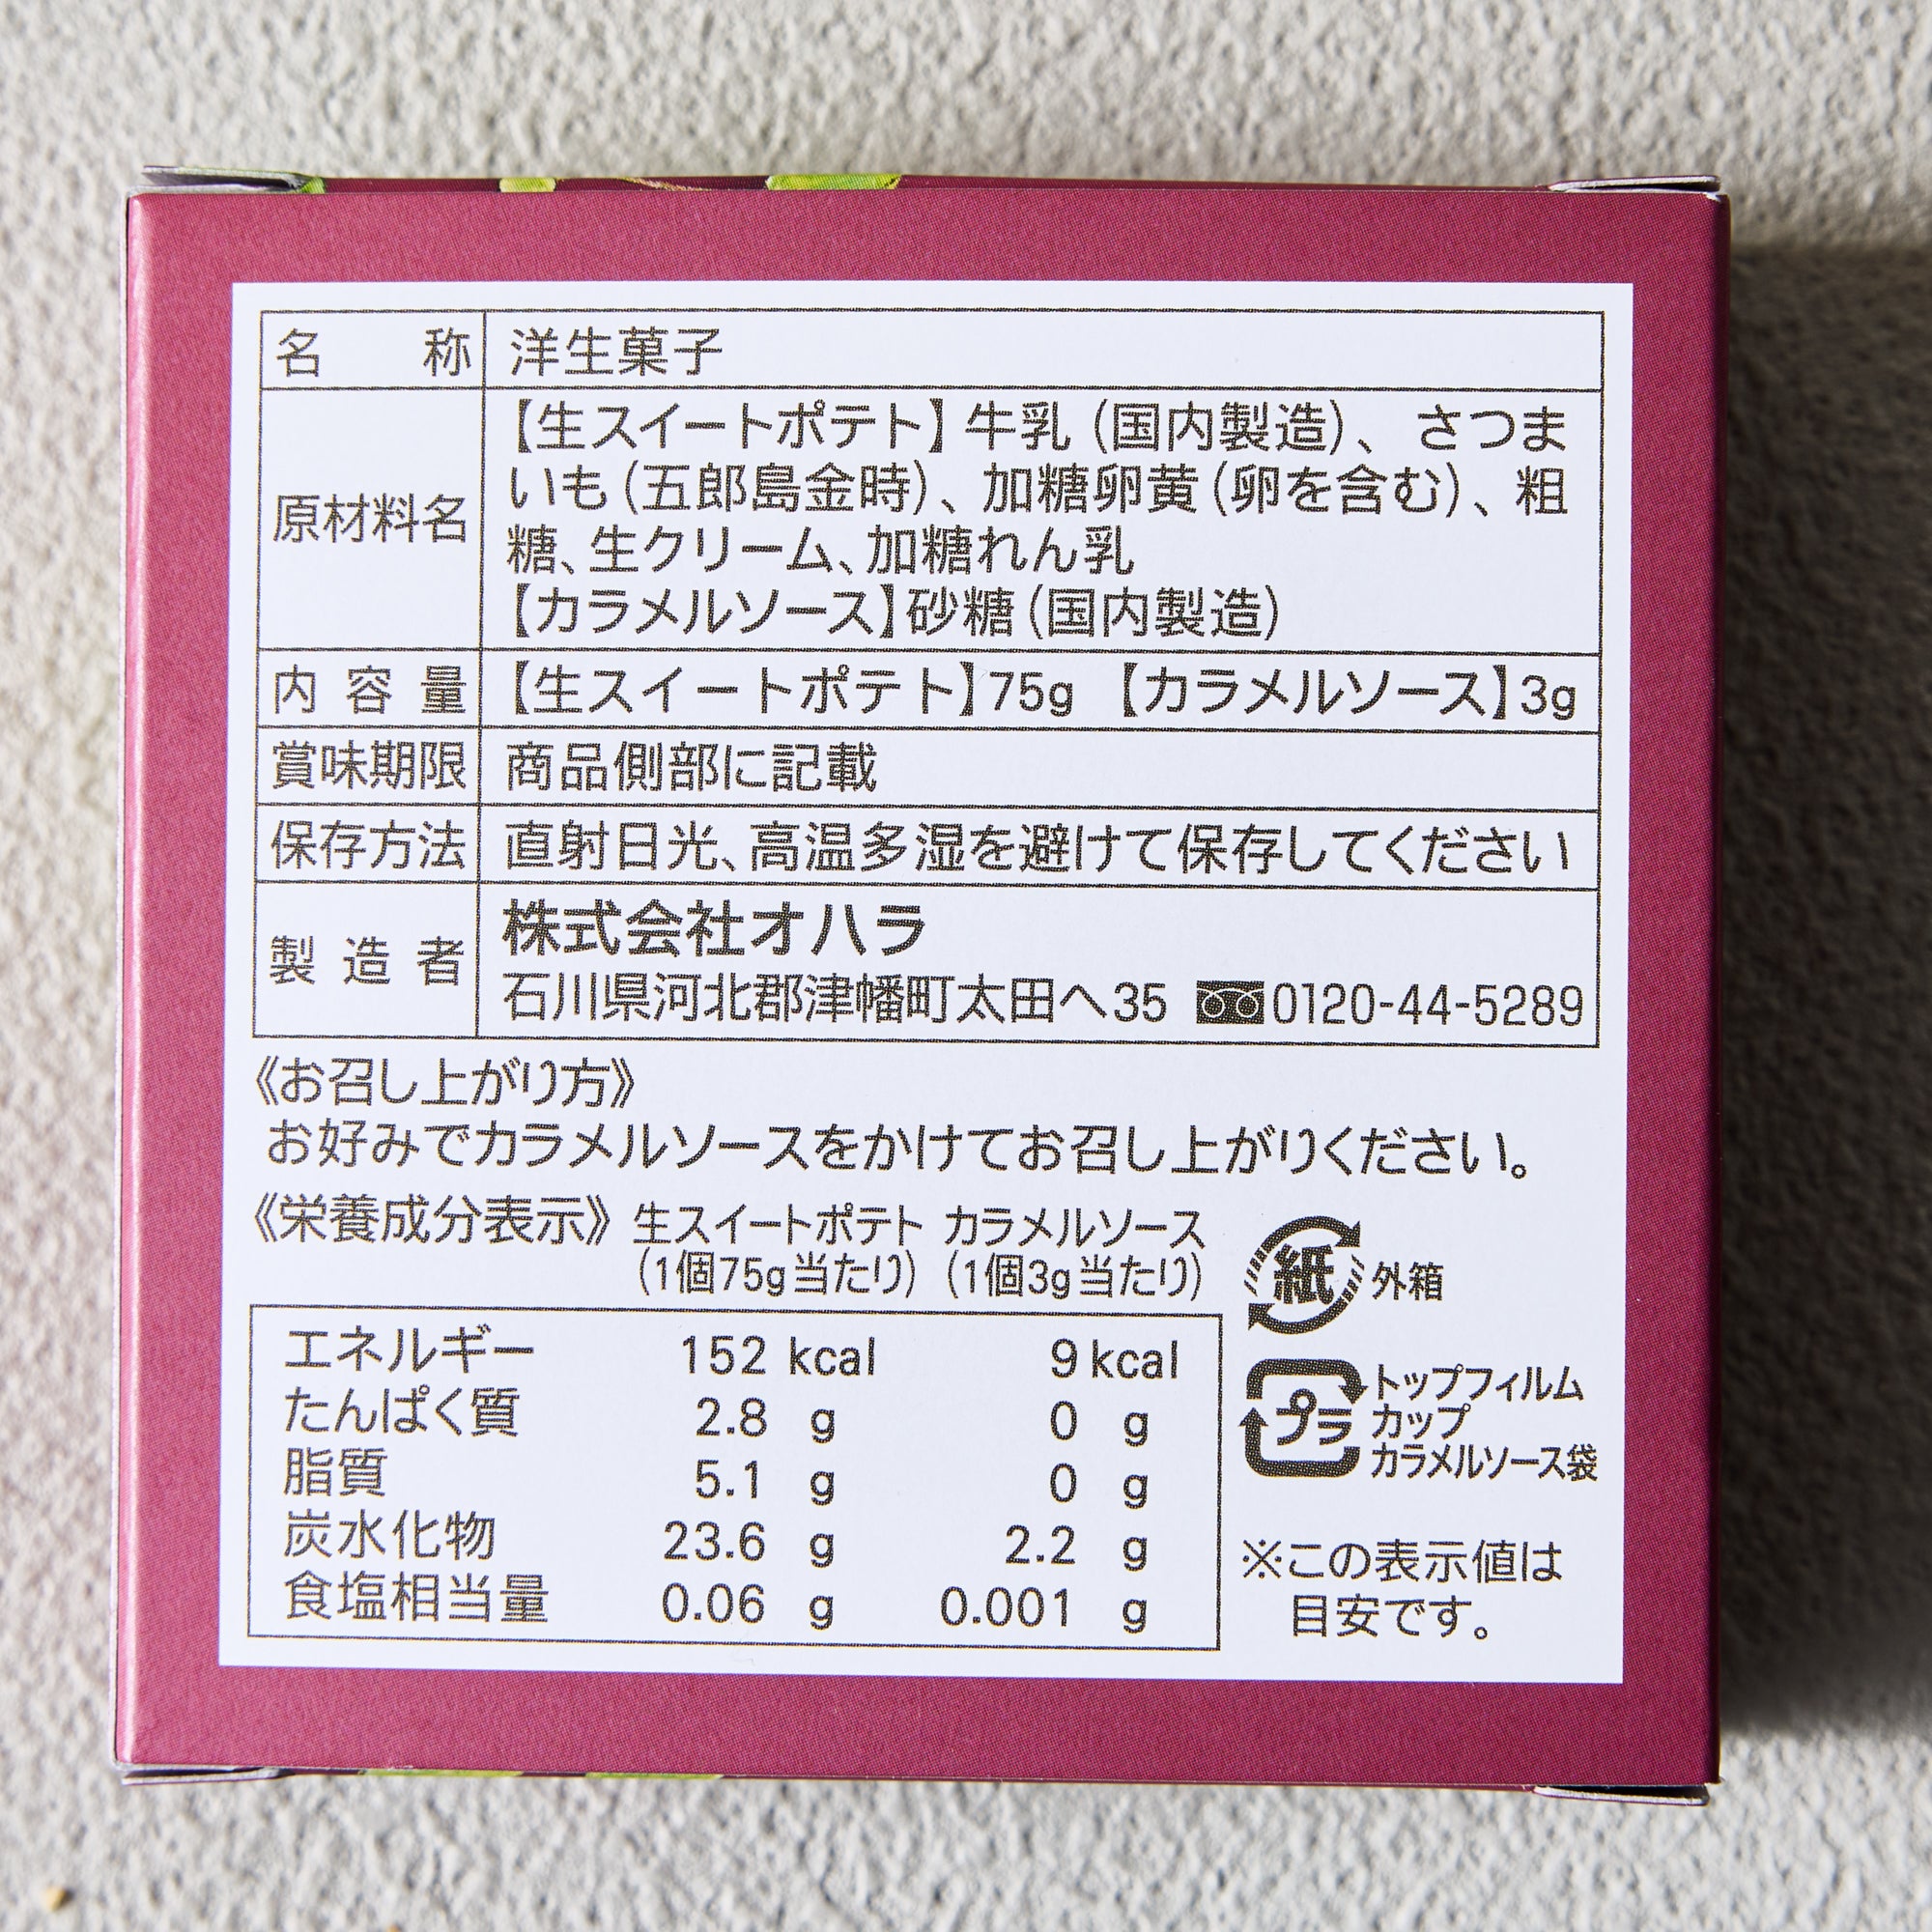 名称 洋生菓子
原材料名 【生スイートポテト】牛乳(国内製造)、さつま
いも(五郎島金時)、加糖卵黄(卵を含む)、粗
糖、生クリーム、加糖れん乳
【カラメルソース】砂糖(国内製造)
内容量 【生スイートポテト】75g 【カラメルソース】3g
賞味期限 商品側部に記載
保存方法 直射日光、高温多湿を避けて保存してください
製造者 株式会社オハラ
石川県河北郡津幡町太田へ35 0120-44-5289
《お召し上がり方》
お好みでカラメルソースをかけてお召し上がりください。
《栄養成分表示》 生スイートポテト カラメルソース
(1個75g当たり) (1個3g当たり)
エネルギー 152 kcal 9 kcal
たんぱく質 2.8 g 0 g
脂質 5.1 g 0 g
炭水化物 23.6 g 2.2 g
食塩相当量 0.06 g 0.001 g
紙 外箱
プラ トップフィルム
カップ
カラメルソース袋
※この表示値は
目安です。